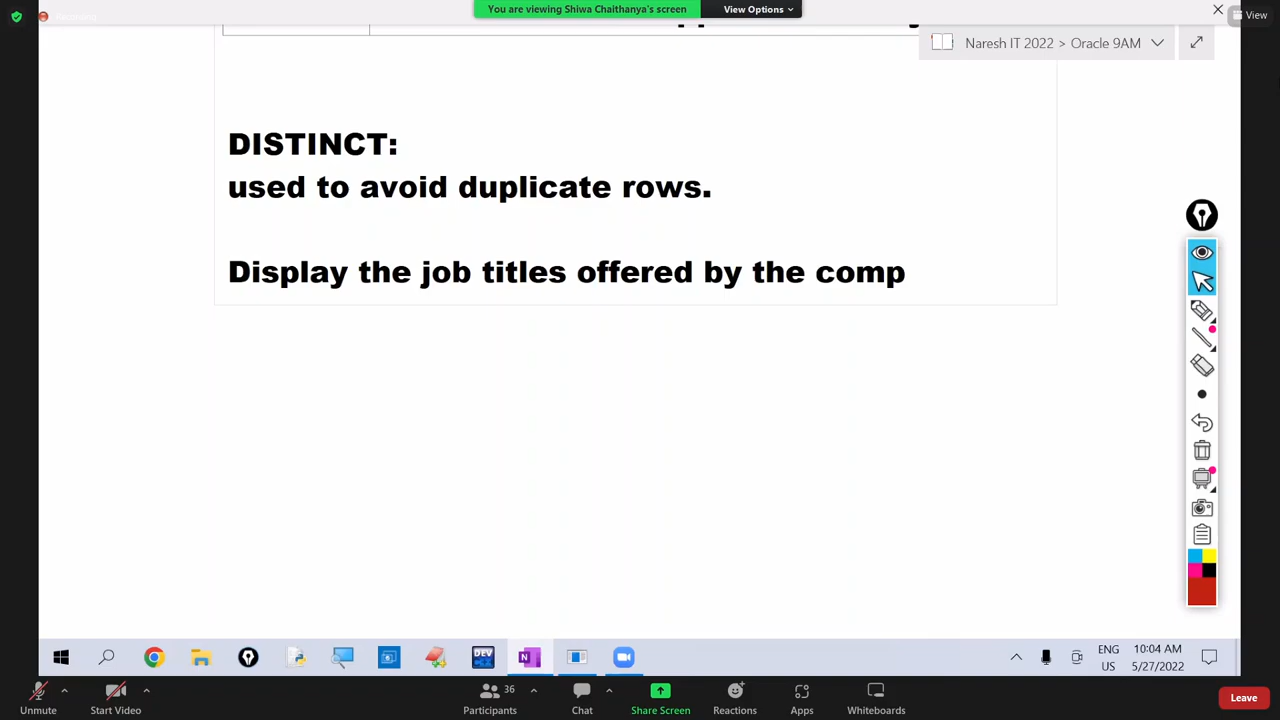 You are viewing Shiwa Chaithanya's screen
View Options
View
Naresh IT 2022 > Oracle 9AM
DISTINCT:
used to avoid duplicate rows.
Display the job titles offered by the comp
DEV
N
ENG
US
10:04 AM
5/27/2022
Unmute
Start Video
36
Participants
Chat
Share Screen
Reactions
Apps
Whiteboards
Leave